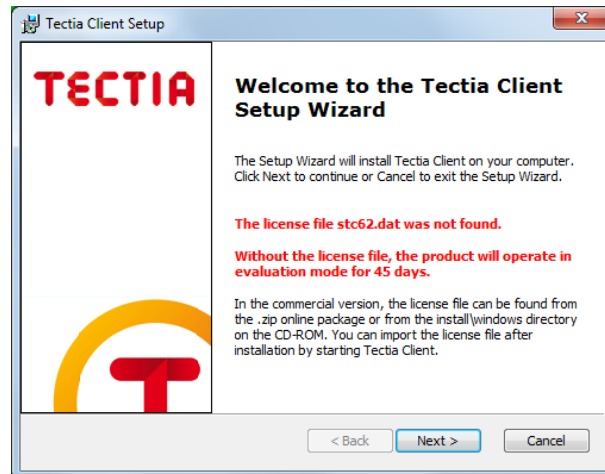 Tectia Client Setup
TECTIA
Welcome to the Tectia Client
Setup Wizard
The Setup Wizard will install Tectia Client on your computer.
Click Next to continue or Cancel to exit the Setup Wizard.
The license file stc62.dat was not found.
Without the license file, the product will operate in
evaluation mode for 45 days.
In the commercial version, the license file can be found from
the .zip online package or from the install\windows directory
on the CD-ROM. You can import the license file after
installation by starting Tectia Client.
< Back Next > Cancel